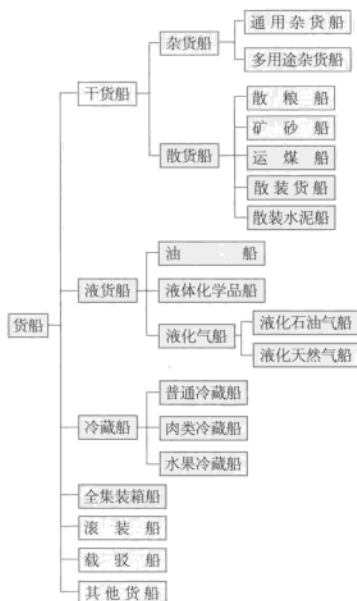 货船
干货船
杂货船
通用杂货船
多用途杂货船
散货船
散粮船
矿砂船
运煤船
散装货船
散装水泥船
液货船
油船
液体化学品船
液化气船
液化石油气船
液化天然气船
冷藏船
普通冷藏船
肉类冷藏船
水果冷藏船
全集装箱船
滚装船
载驳船
其他货船